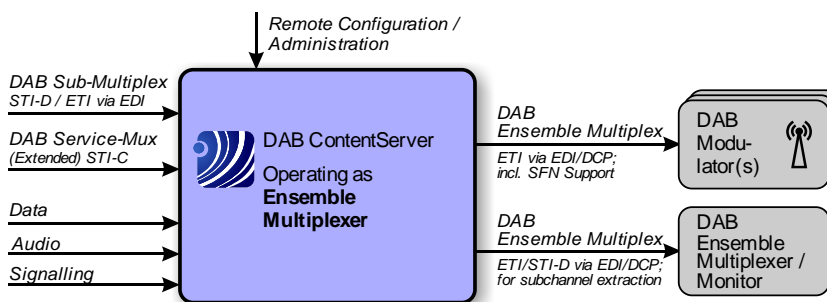 Remote Configuration /
Administration
DAB Sub-Multiplex
STI-D / ETI via EDI
DAB Service-Mux
(Extended) STI-C
Data
Audio
Signalling
DAB ContentServer
Operating as
Ensemble
Multiplexer
DAB
Ensemble Multiplex
ETI via EDI/DCP;
incl. SFN Support
DAB
Ensemble Multiplex
ETI/STI-D via EDI/DCP;
for subchannel extraction
DAB
Modu-
lator(s)
DAB
Ensemble
Multiplexer /
Monitor